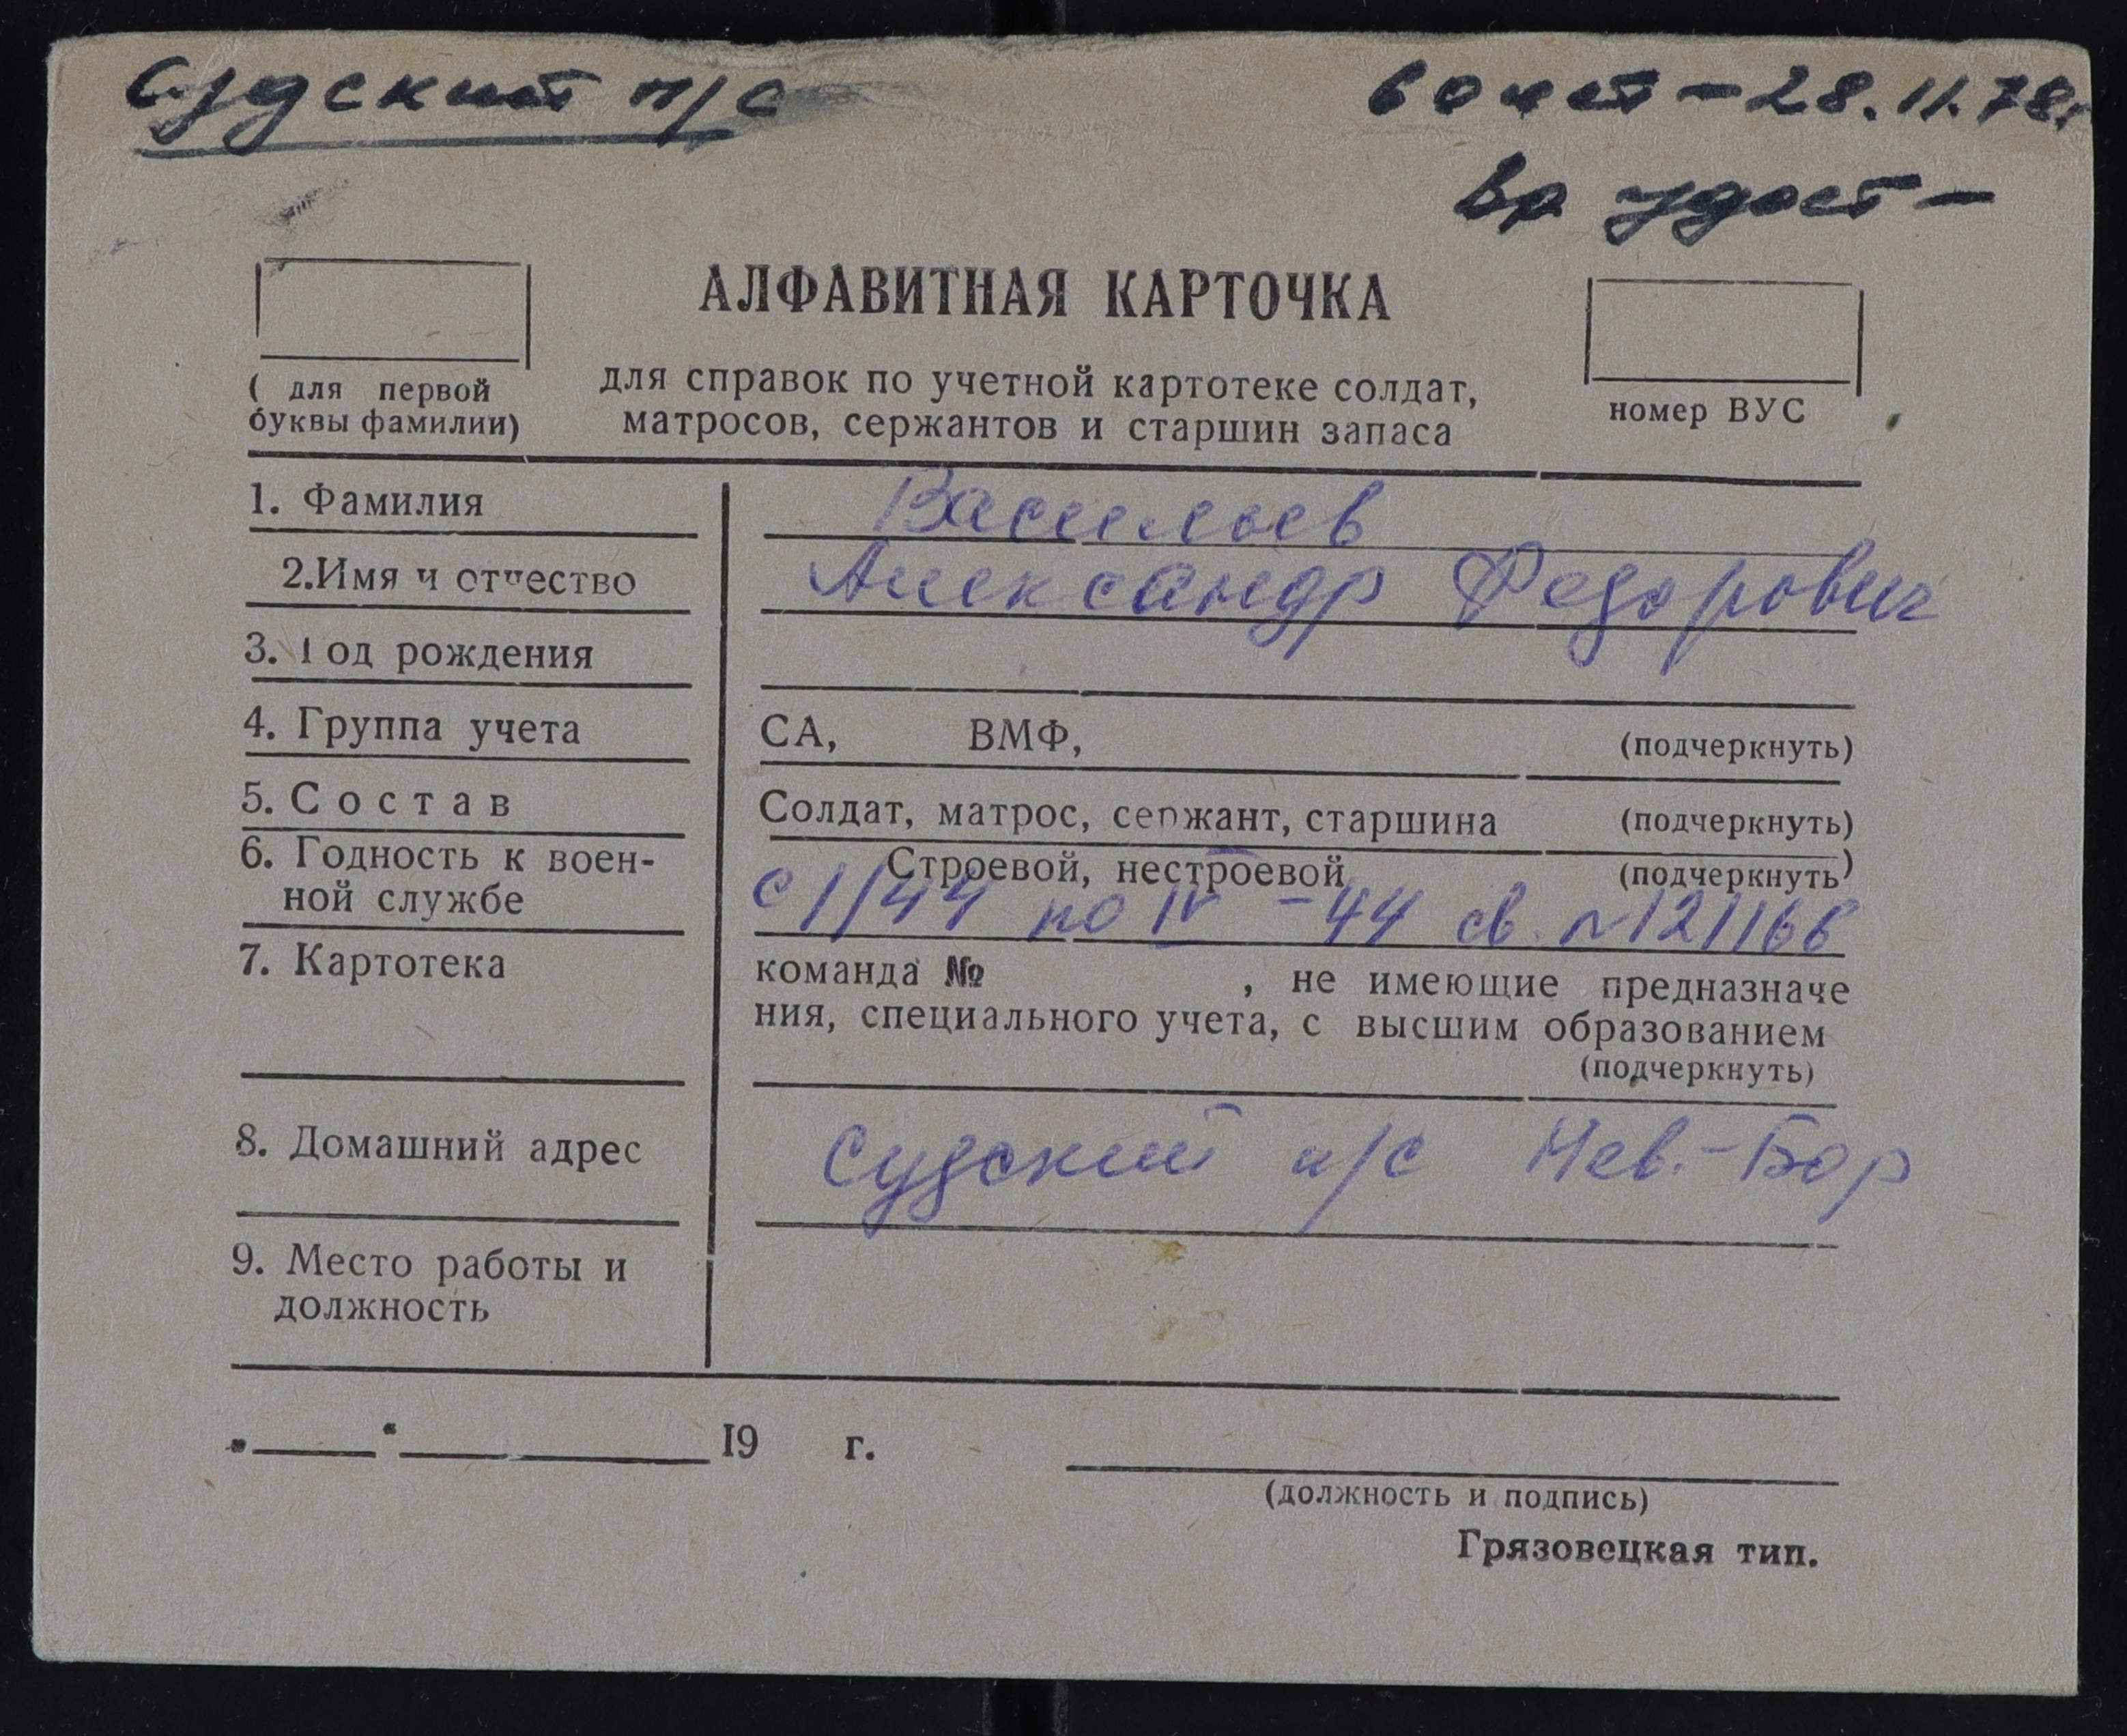 Судский п/с
60 лет - 28.11.78г
Вр удост -
АЛФАВИТНАЯ КАРТОЧКА
для справок по учетной картотеке солдат,
матросов, сержантов и старшин запаса
( для первой
буквы фамилии)
номер ВУС
1. Фамилия Васильев
2.Имя и отчество Александр Федорович
3. Год рождения
4. Группа учета СА, ВМФ, (подчеркнуть)
5. Состав Солдат, матрос, сержант, старшина (подчеркнуть)
6. Годность к воен- Строевой, нестроевой (подчеркнуть)
ной службе с 1/44 по IV - 44 св. №121166
7. Картотека команда № , не имеющие предназначе
ния, специального учета, с высшим образованием
(подчеркнуть)
8. Домашний адрес Судский п/с Нев.-Бор
9. Место работы и
должность
19 г.
(должность и подпись)
Грязовецкая тип.